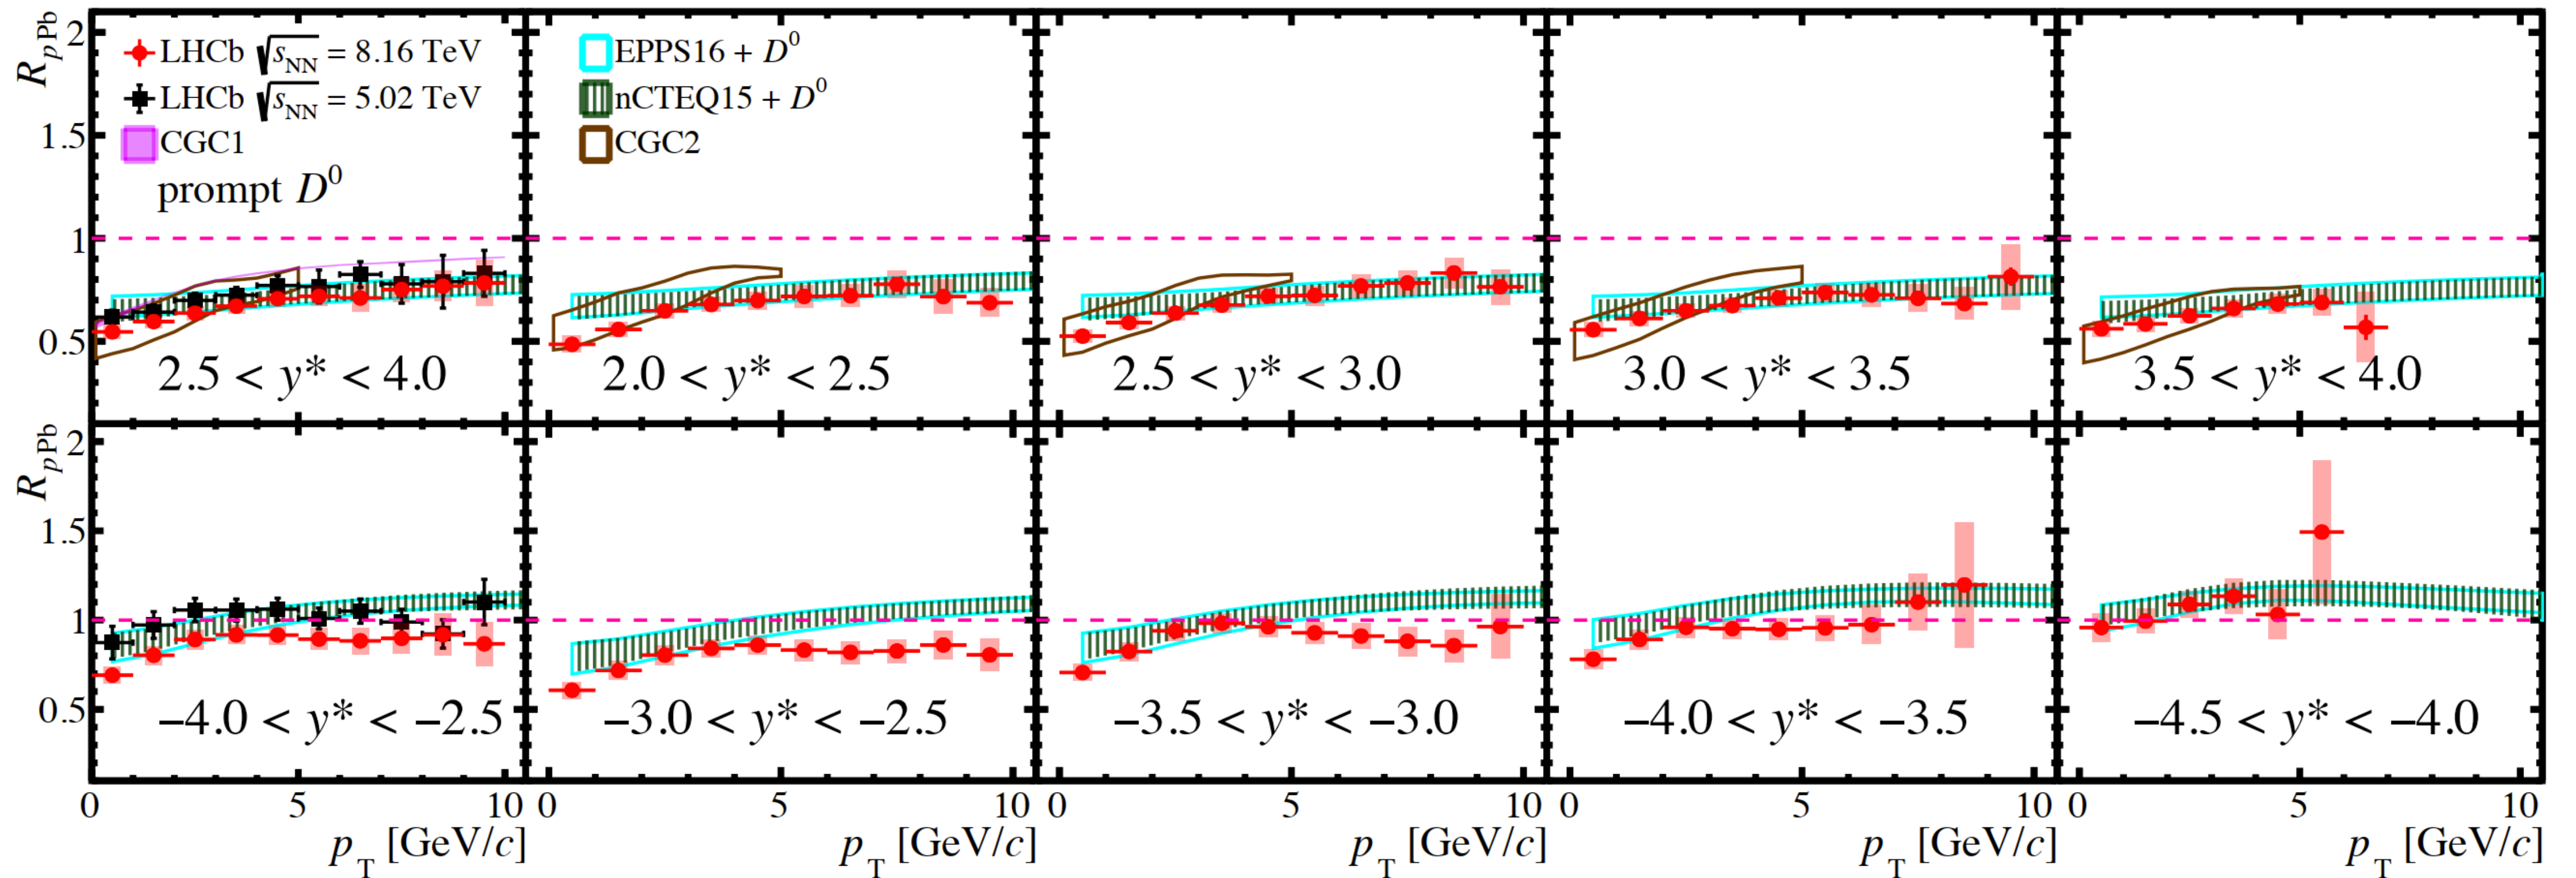 R_pPb
2
1.5
1
0.5
LHCb √s_NN = 8.16 TeV
LHCb √s_NN = 5.02 TeV
CGC1
prompt D⁰
EPPS16 + D⁰
nCTEQ15 + D⁰
CGC2
2.5 < y* < 4.0
2.0 < y* < 2.5
2.5 < y* < 3.0
3.0 < y* < 3.5
3.5 < y* < 4.0
R_pPb
2
1.5
1
0.5
−4.0 < y* < −2.5
−3.0 < y* < −2.5
−3.5 < y* < −3.0
−4.0 < y* < −3.5
−4.5 < y* < −4.0
0 5 10 0 5 10 0 5 10 0 5 10 0 5 10
p_T [GeV/c]
p_T [GeV/c]
p_T [GeV/c]
p_T [GeV/c]
p_T [GeV/c]